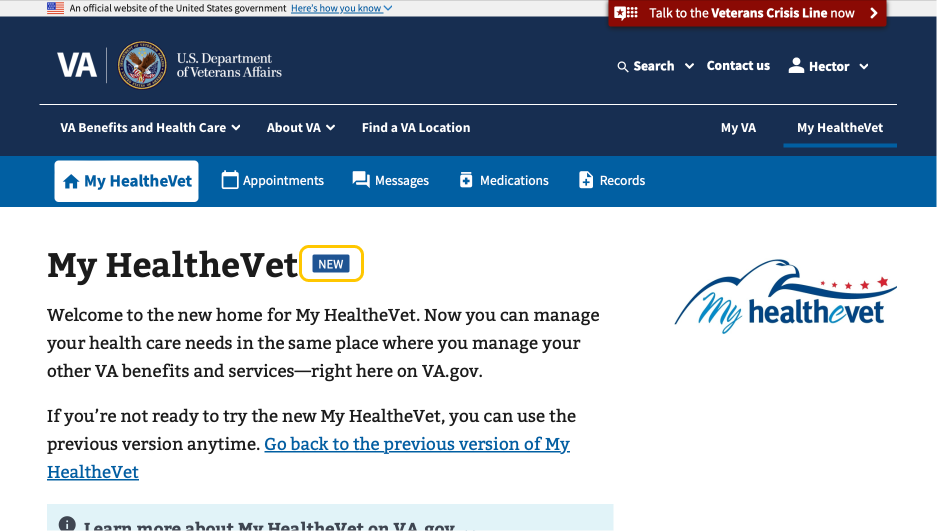 An official website of the United States government Here's how you know
Talk to the Veterans Crisis Line now
VA
U.S. Department
of Veterans Affairs
Search
Contact us
Hector
VA Benefits and Health Care
About VA
Find a VA Location
My VA
My HealtheVet
My HealtheVet
Appointments
Messages
Medications
Records
My HealtheVet
NEW
My healthevet
Welcome to the new home for My HealtheVet. Now you can manage
your health care needs in the same place where you manage your
other VA benefits and services—right here on VA.gov.
If you’re not ready to try the new My HealtheVet, you can use the
previous version anytime. Go back to the previous version of My
HealtheVet
Learn more about My HealtheVet on VA.gov